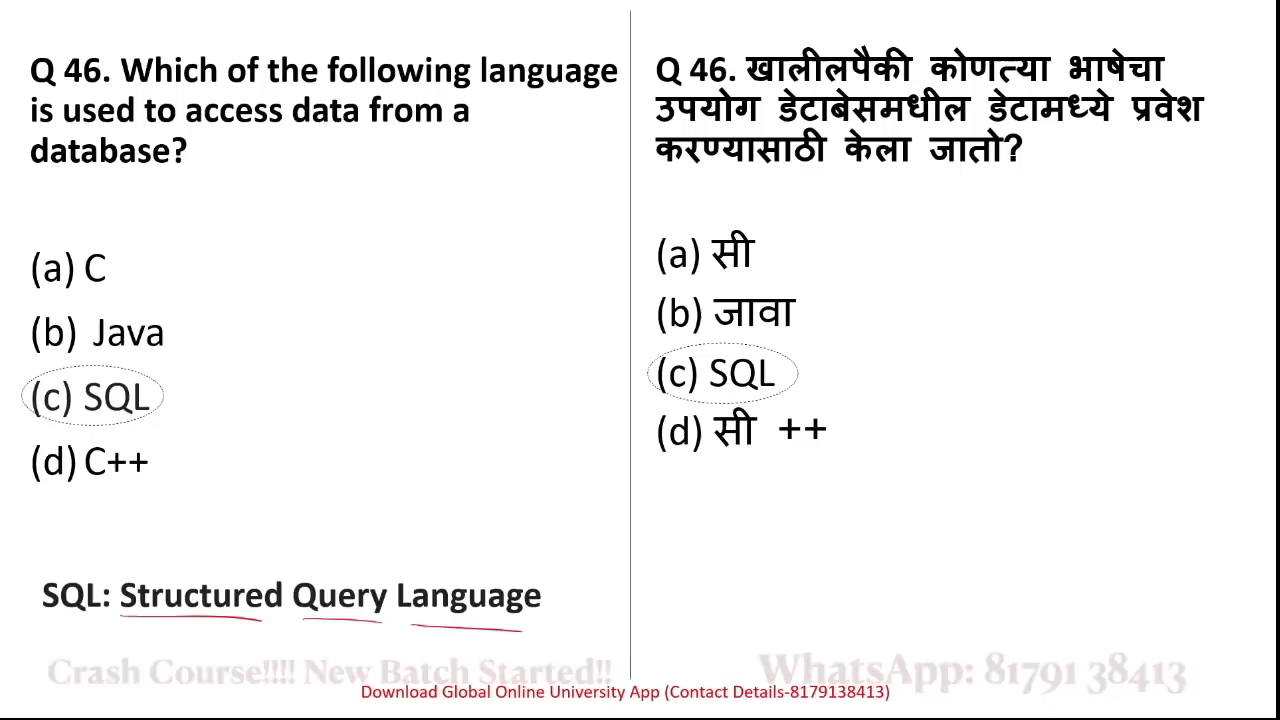 Q 46. Which of the following language
is used to access data from a
database?
(a) C
(b) Java
(c) SQL
(d) C++
SQL: Structured Query Language
Q 46. खालीलपैकी कोणत्या भाषेचा
उपयोग डेटाबेसमधील डेटामध्ये प्रवेश
करण्यासाठी केला जातो?
(a) सी
(b) जावा
(c) SQL
(d) सी ++
Crash Course!!!! New Batch Started!!
WhatsApp: 81791 38413
Download Global Online University App (Contact Details-8179138413)